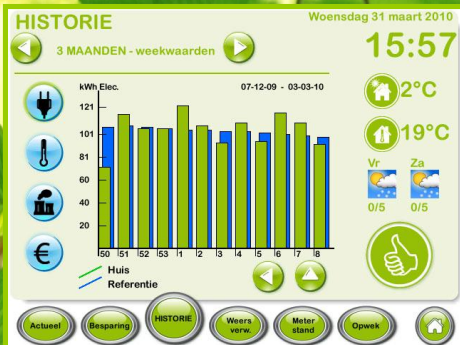 HISTORIE
Woensdag 31 maart 2010
15:57
3 MAANDEN - weekwaarden
kWh Elec.
07-12-09 - 03-03-10
121
101
81
60
40
20
50 51 52 53 1 2 3 4 5 6 7 8
Huis
Referentie
2°C
19°C
Vr Za
0/5 0/5
€
Actueel
Besparing
HISTORIE
Weers verw.
Meter stand
Opwek